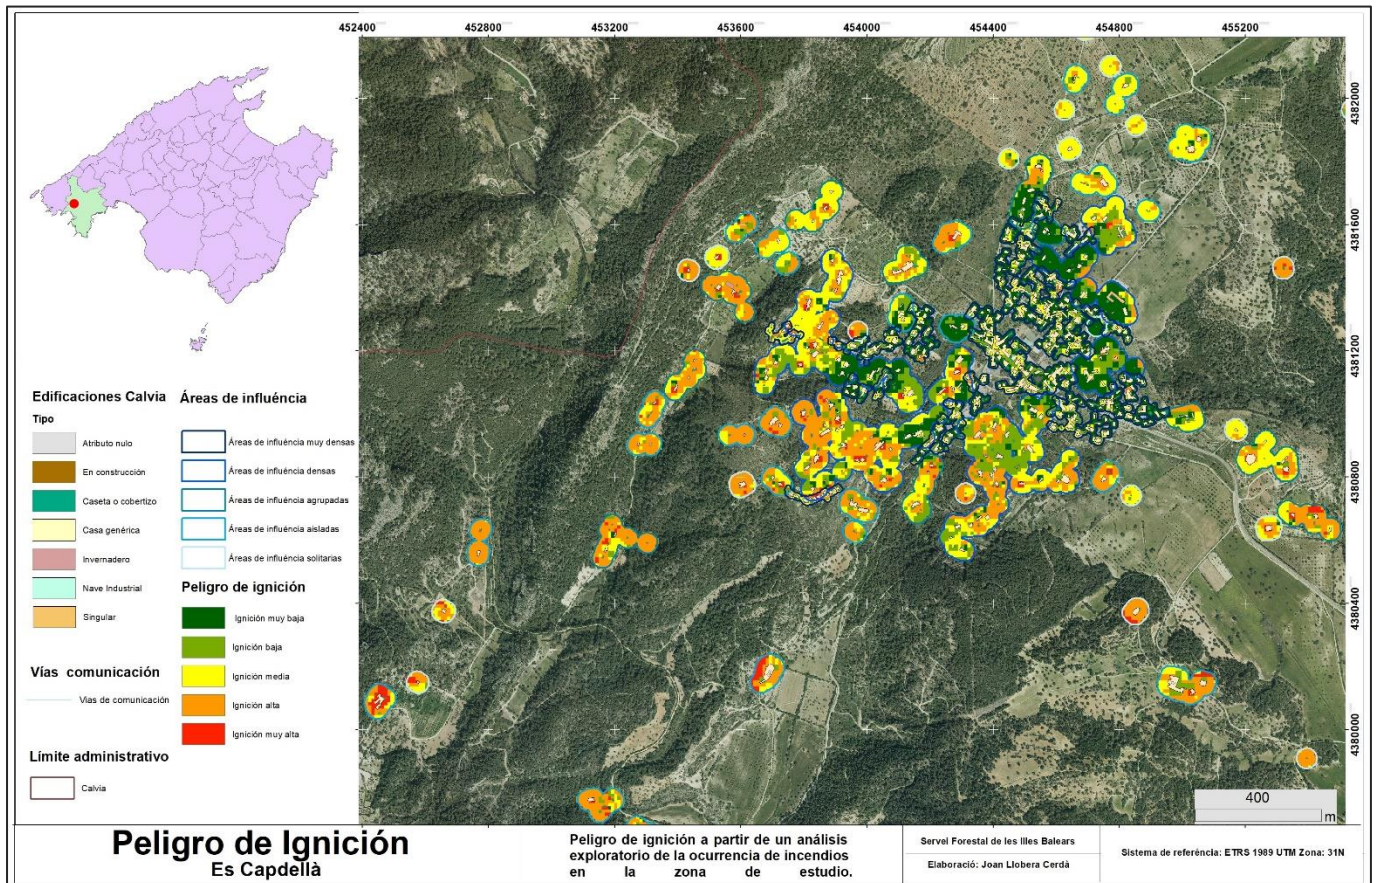 452400 452800 453200 453600 454000 454400 454800 455200
4382000
4381600
4381200
4380800
4380400
4380000
Edificaciones Calvia
Tipo
Atributo nulo
En construcción
Caseta o cobertizo
Casa genérica
Invernadero
Nave Industrial
Singular
Vías comunicación
Vias de comunicación
Límite administrativo
Calvia
Áreas de influéncia
Áreas de influéncia muy densas
Áreas de influéncia densas
Áreas de influéncia agrupadas
Áreas de influéncia aisladas
Áreas de influéncia solitarias
Peligro de ignición
Ignición muy baja
Ignición baja
Ignición media
Ignición alta
Ignición muy alta
400
m
Peligro de Ignición
Es Capdellà
Peligro de ignición a partir de un análisis
exploratorio de la ocurrencia de incendios
en la zona de estudio.
Servei Forestal de les Illes Balears
Elaboració: Joan Llobera Cerdà
Sistema de referència: ETRS 1989 UTM Zona: 31N